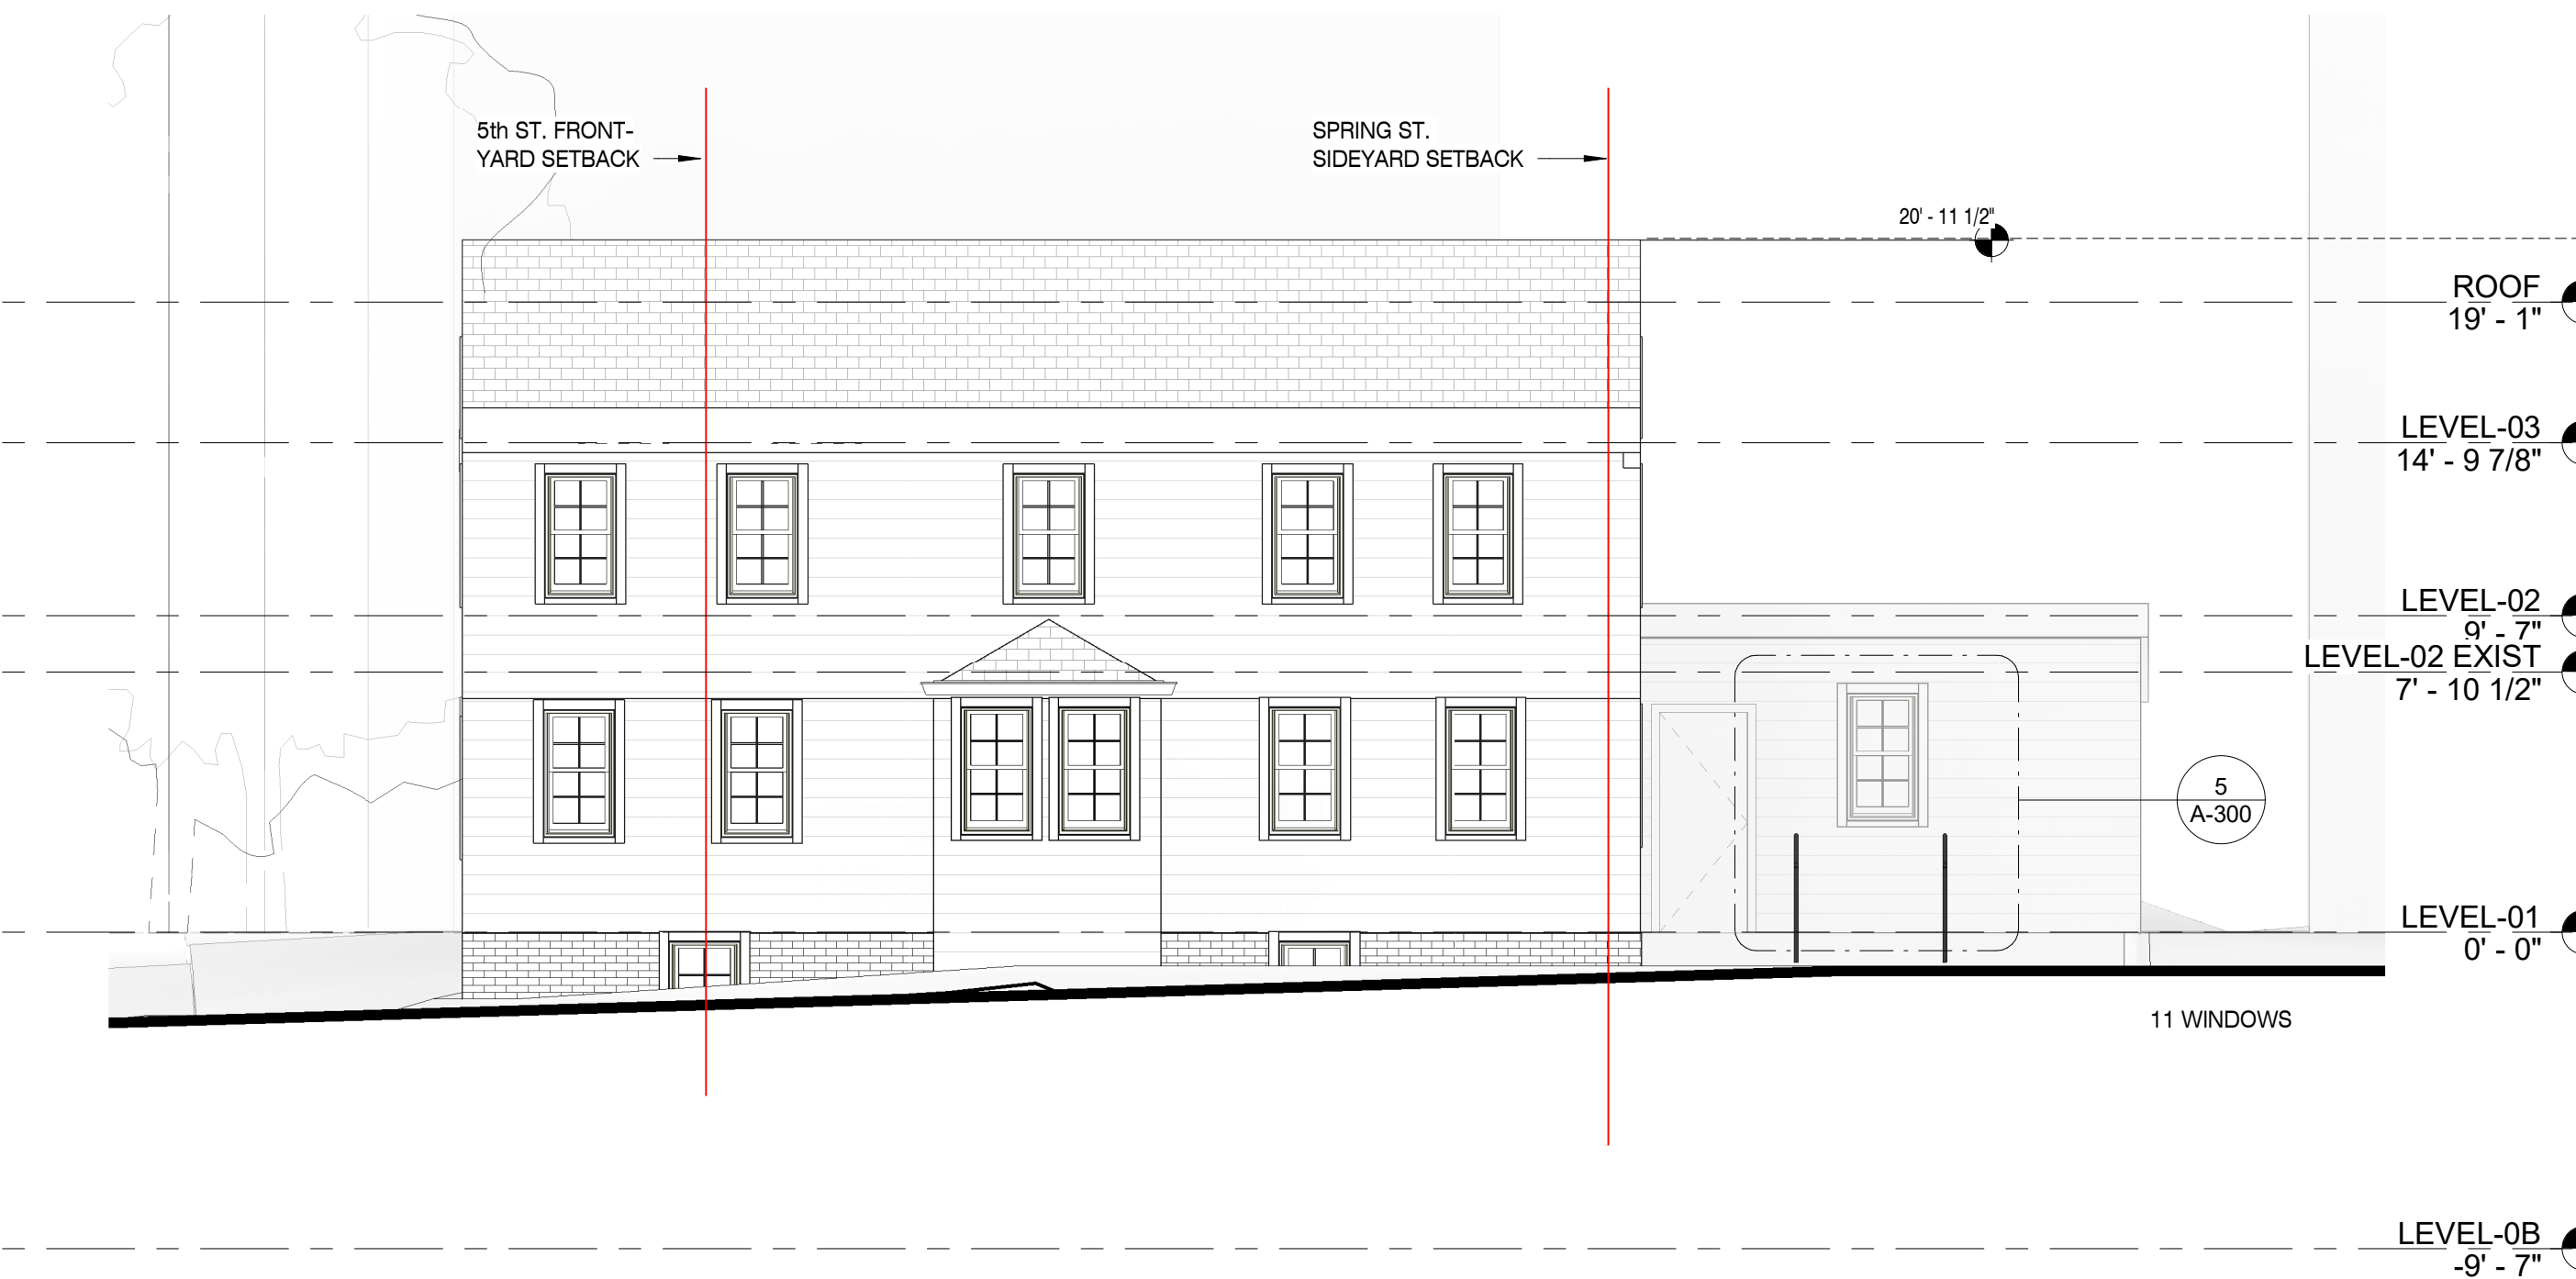 5th ST. FRONT-
YARD SETBACK
SPRING ST.
SIDEYARD SETBACK
20' - 11 1/2"
ROOF
19' - 1"
LEVEL-03
14' - 9 7/8"
LEVEL-02
9' - 7"
LEVEL-02 EXIST
7' - 10 1/2"
5
A-300
LEVEL-01
0' - 0"
11 WINDOWS
LEVEL-0B
-9' - 7"